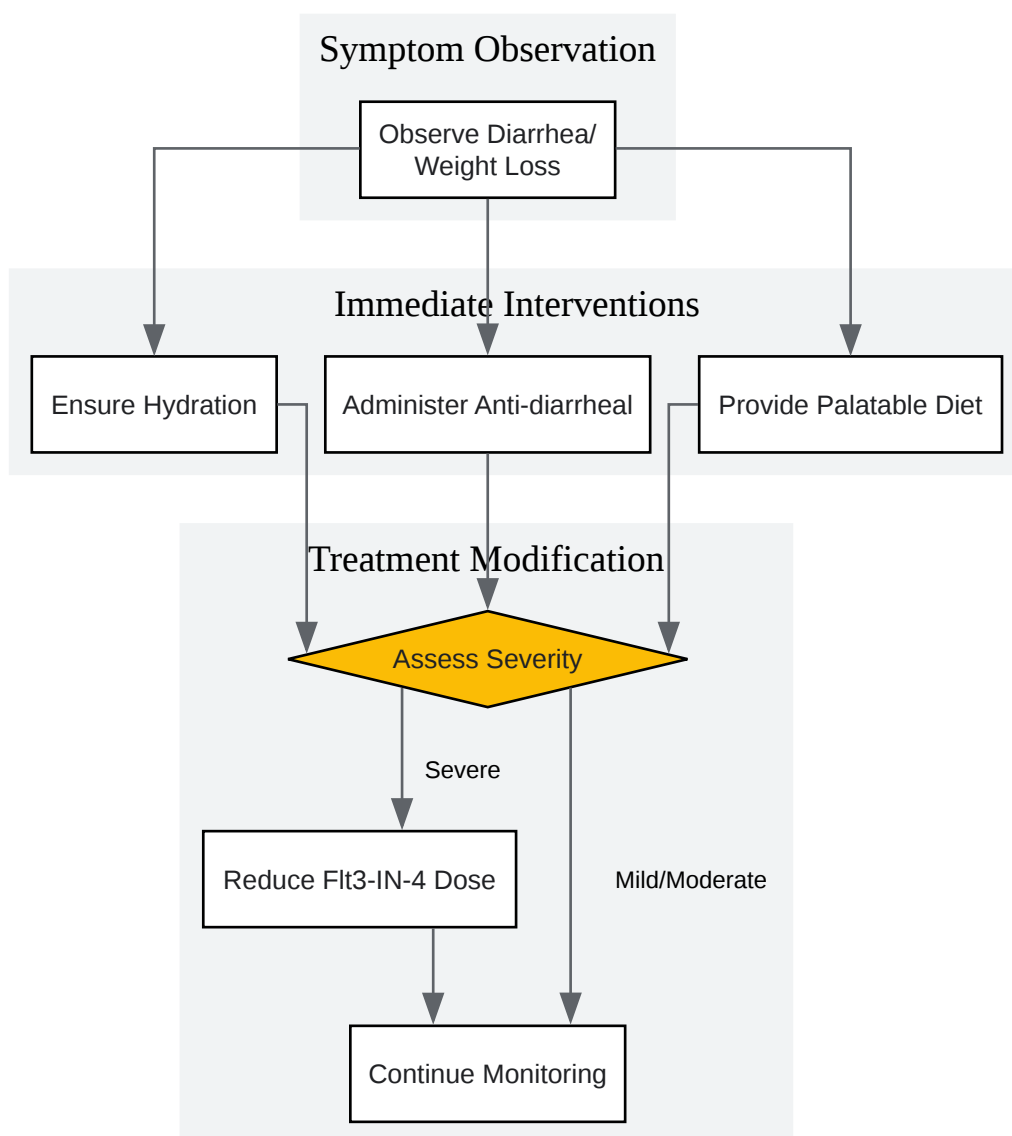 Symptom Observation
Observe Diarrhea/
Weight Loss
Immediate Interventions
Ensure Hydration
Administer Anti-diarrheal
Provide Palatable Diet
Treatment Modification
Assess Severity
Severe
Reduce Flt3-IN-4 Dose
Mild/Moderate
Continue Monitoring